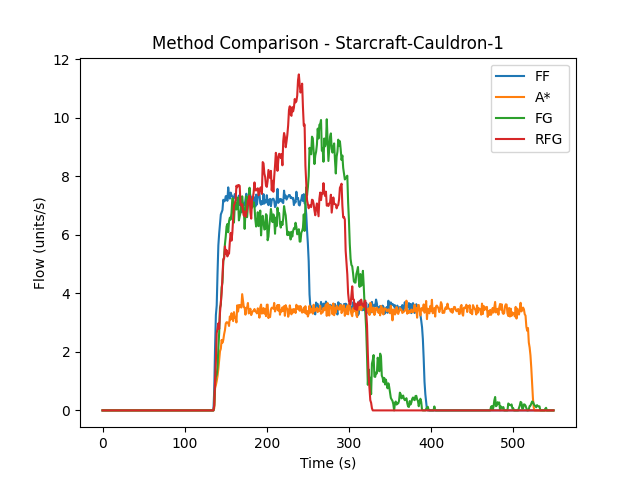 Method Comparison - Starcraft-Cauldron-1
FF
A*
FG
RFG
Flow (units/s)
12
10
8
6
4
2
0
0 100 200 300 400 500
Time (s)